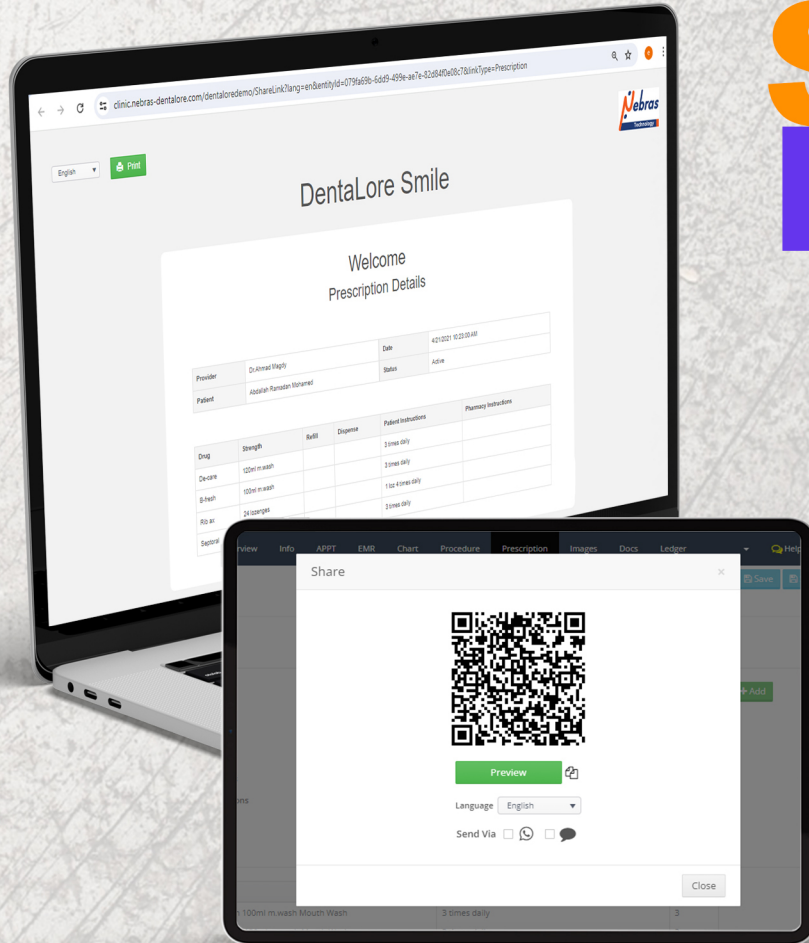 S
clinic.nebras-dentalore.com/dentaloredemo/ShareLink?lang=en&entityId=079fa69b-6dd9-499e-ae7e-82d84f0e08c7&linkType=Prescription
Nebras
Technology
English
Print
DentaLore Smile
Welcome
Prescription Details
Provider Dr.Ahmad Magdy Date 4/21/2021 10:23:00 AM
Patient Abdallah Ramadan Mohamed Status Active
Drug Strength Refill Dispense Patient Instructions Pharmacy Instructions
De-care 120ml m.wash 3 times daily
B-fresh 100ml m.wash 3 times daily
Rib ax 24 lozanges 1 loz 4 times daily
Septoral 3 times daily
rview Info APPT EMR Chart Procedure Prescription Images Docs Ledger Help
Share ×
Save
+ Add
Preview
Language English
ons
Send Via
Close
100ml m.wash Mouth Wash 3 times daily 3